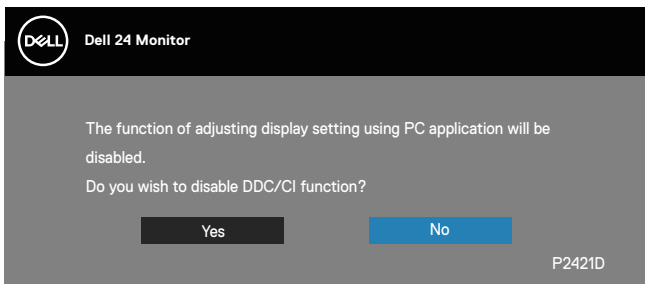 DELL
Dell 24 Monitor
The function of adjusting display setting using PC application will be
disabled.
Do you wish to disable DDC/CI function?
Yes
No
P2421D